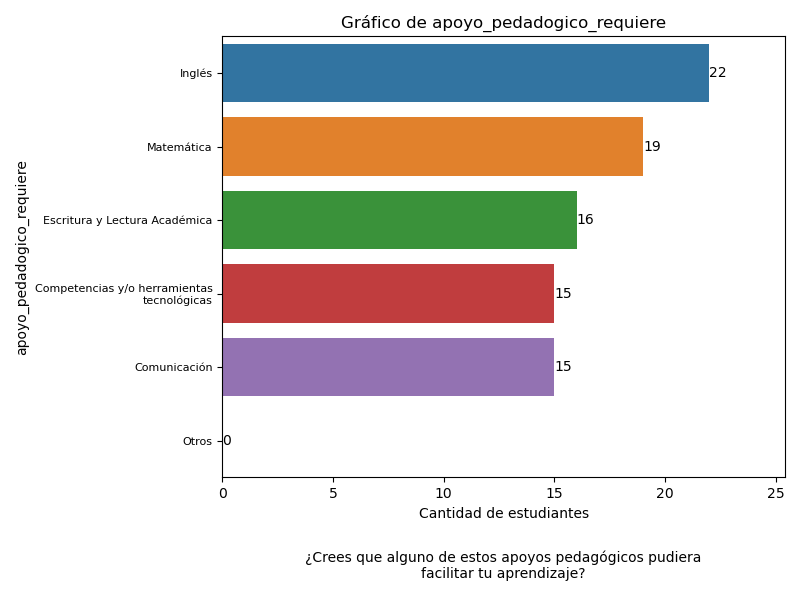 Gráfico de apoyo_pedadogico_requiere
apoyo_pedadogico_requiere
Inglés
22
Matemática
19
Escritura y Lectura Académica
16
Competencias y/o herramientas
tecnológicas
15
Comunicación
15
Otros
0
0 5 10 15 20 25
Cantidad de estudiantes
¿Crees que alguno de estos apoyos pedagógicos pudiera
facilitar tu aprendizaje?